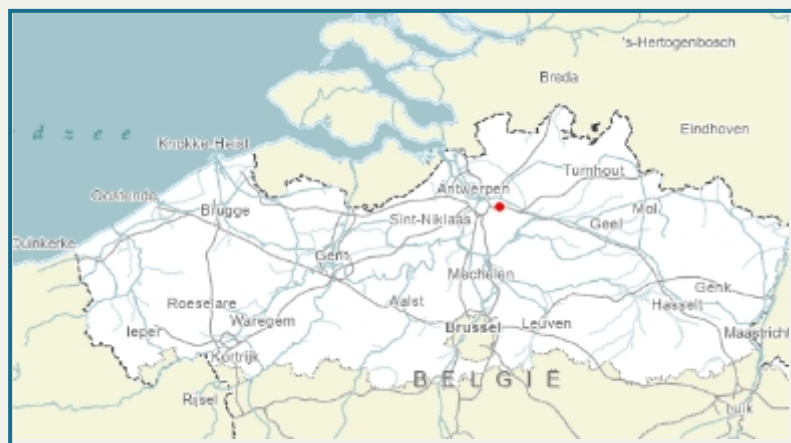 's-Hertogenbosch
Breda
Eindhoven
d z e e
Knokke-Heist
Turnhout
Antwerpen
Oostende
Mol
Brugge
Sint-Niklaas
Geel
Duinkerke
Gent
Mechelen
Genk
Roeselare
Aalst
Hasselt
Waregem
Brussel
Leuven
Ieper
Maastricht
Kortrijk
BELGIË
Rijsel
Luik